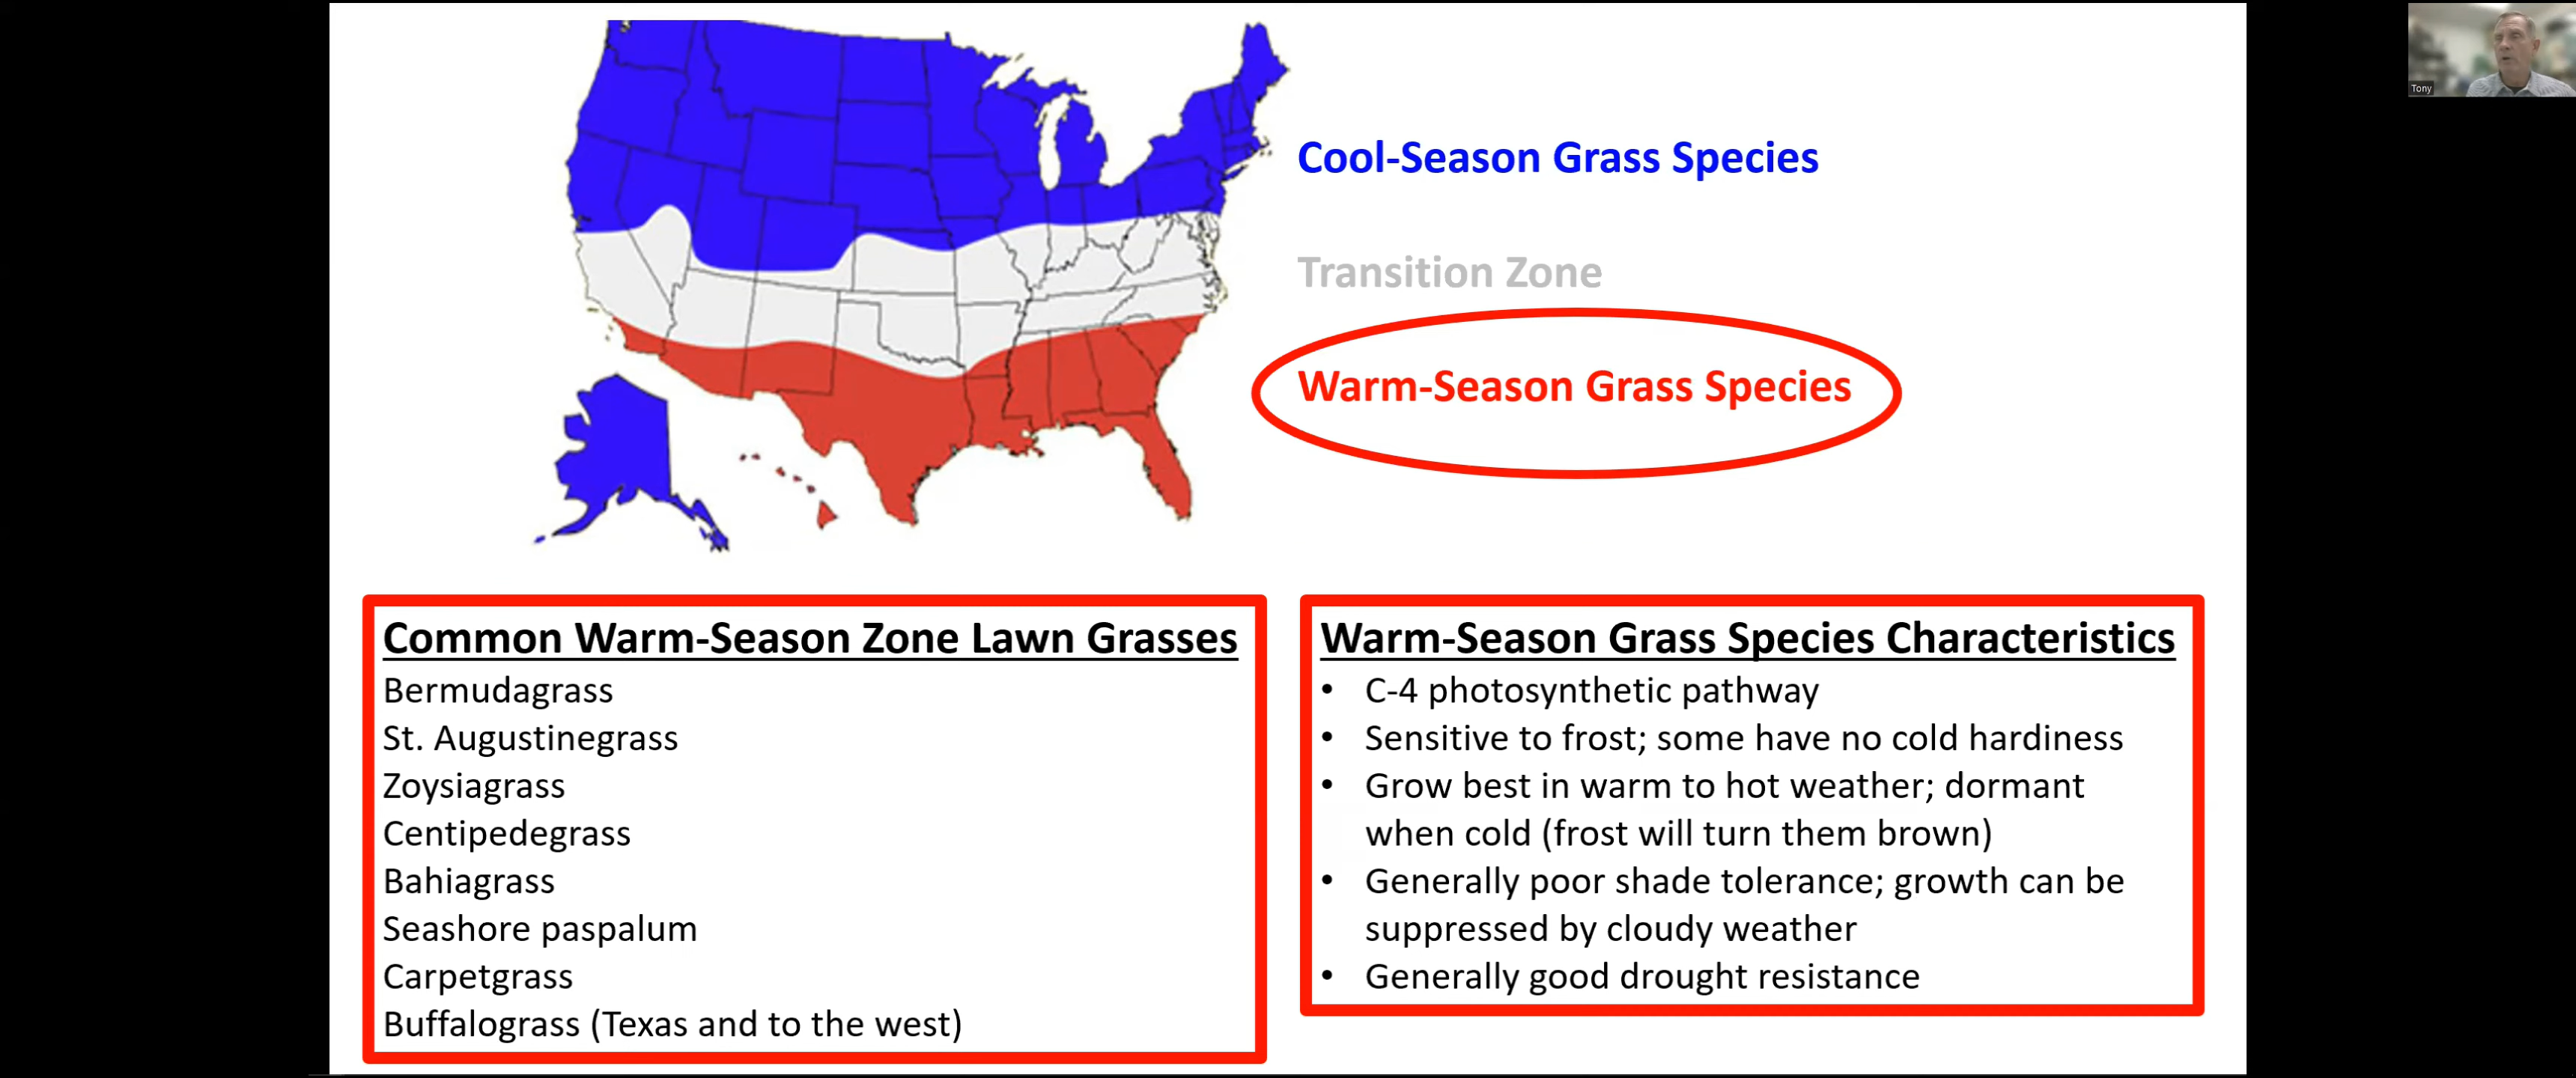 Tony
Cool-Season Grass Species
Transition Zone
Warm-Season Grass Species
Common Warm-Season Zone Lawn Grasses
Bermudagrass
St. Augustinegrass
Zoysiagrass
Centipedegrass
Bahiagrass
Seashore paspalum
Carpetgrass
Buffalograss (Texas and to the west)
Warm-Season Grass Species Characteristics
• C-4 photosynthetic pathway
• Sensitive to frost; some have no cold hardiness
• Grow best in warm to hot weather; dormant
when cold (frost will turn them brown)
• Generally poor shade tolerance; growth can be
suppressed by cloudy weather
• Generally good drought resistance